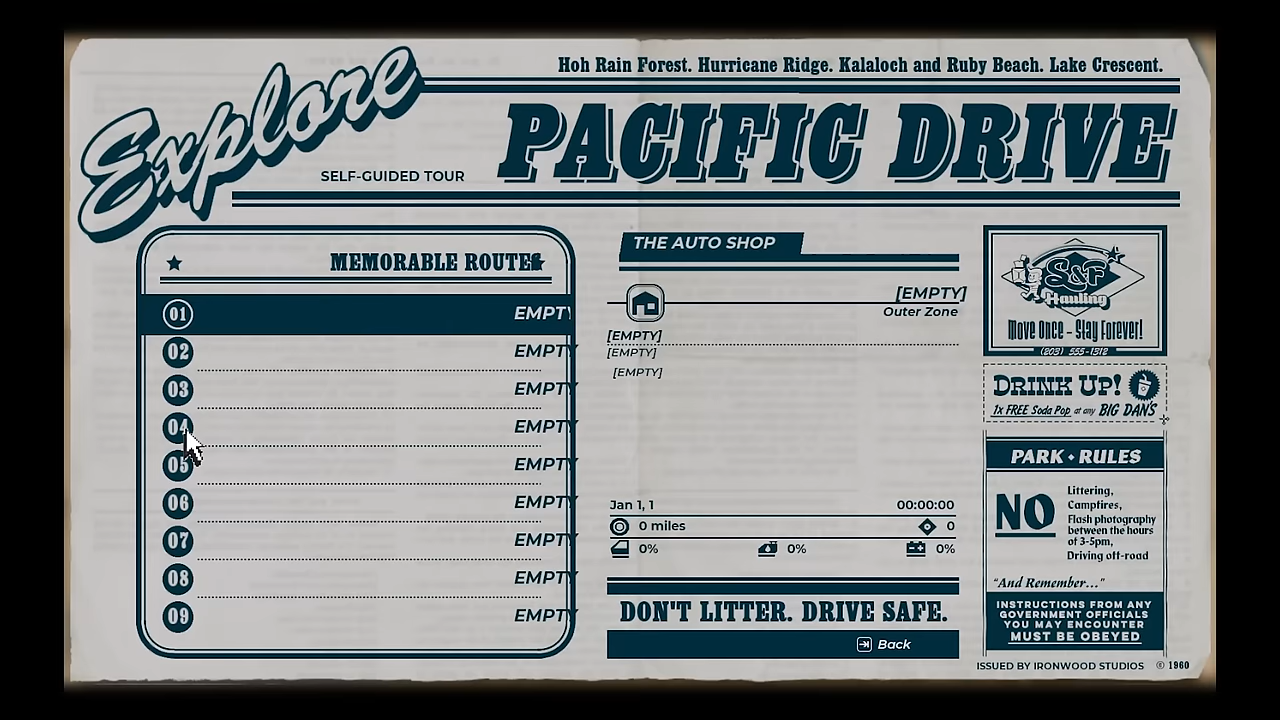 Explore
SELF-GUIDED TOUR
Hoh Rain Forest. Hurricane Ridge. Kalaloch and Ruby Beach. Lake Crescent.
PACIFIC DRIVE
MEMORABLE ROUTES
01 EMPTY
02 EMPTY
03 EMPTY
04 EMPTY
05 EMPTY
06 EMPTY
07 EMPTY
08 EMPTY
09 EMPTY
THE AUTO SHOP
[EMPTY]
Outer Zone
[EMPTY]
[EMPTY]
[EMPTY]
Jan 1, 1 00:00:00
0 miles 0
0% 0% 0%
DON'T LITTER. DRIVE SAFE.
Back
S&F
Hauling
Move Once - Stay Forever!
(203) 555-1312
DRINK UP!
1x FREE Soda Pop at any BIG DAN'S
PARK • RULES
NO
Littering,
Campfires,
Flash photography
between the hours
of 3-5pm,
Driving off-road
"And Remember..."
INSTRUCTIONS FROM ANY
GOVERNMENT OFFICIALS
YOU MAY ENCOUNTER
MUST BE OBEYED
ISSUED BY IRONWOOD STUDIOS © 1960